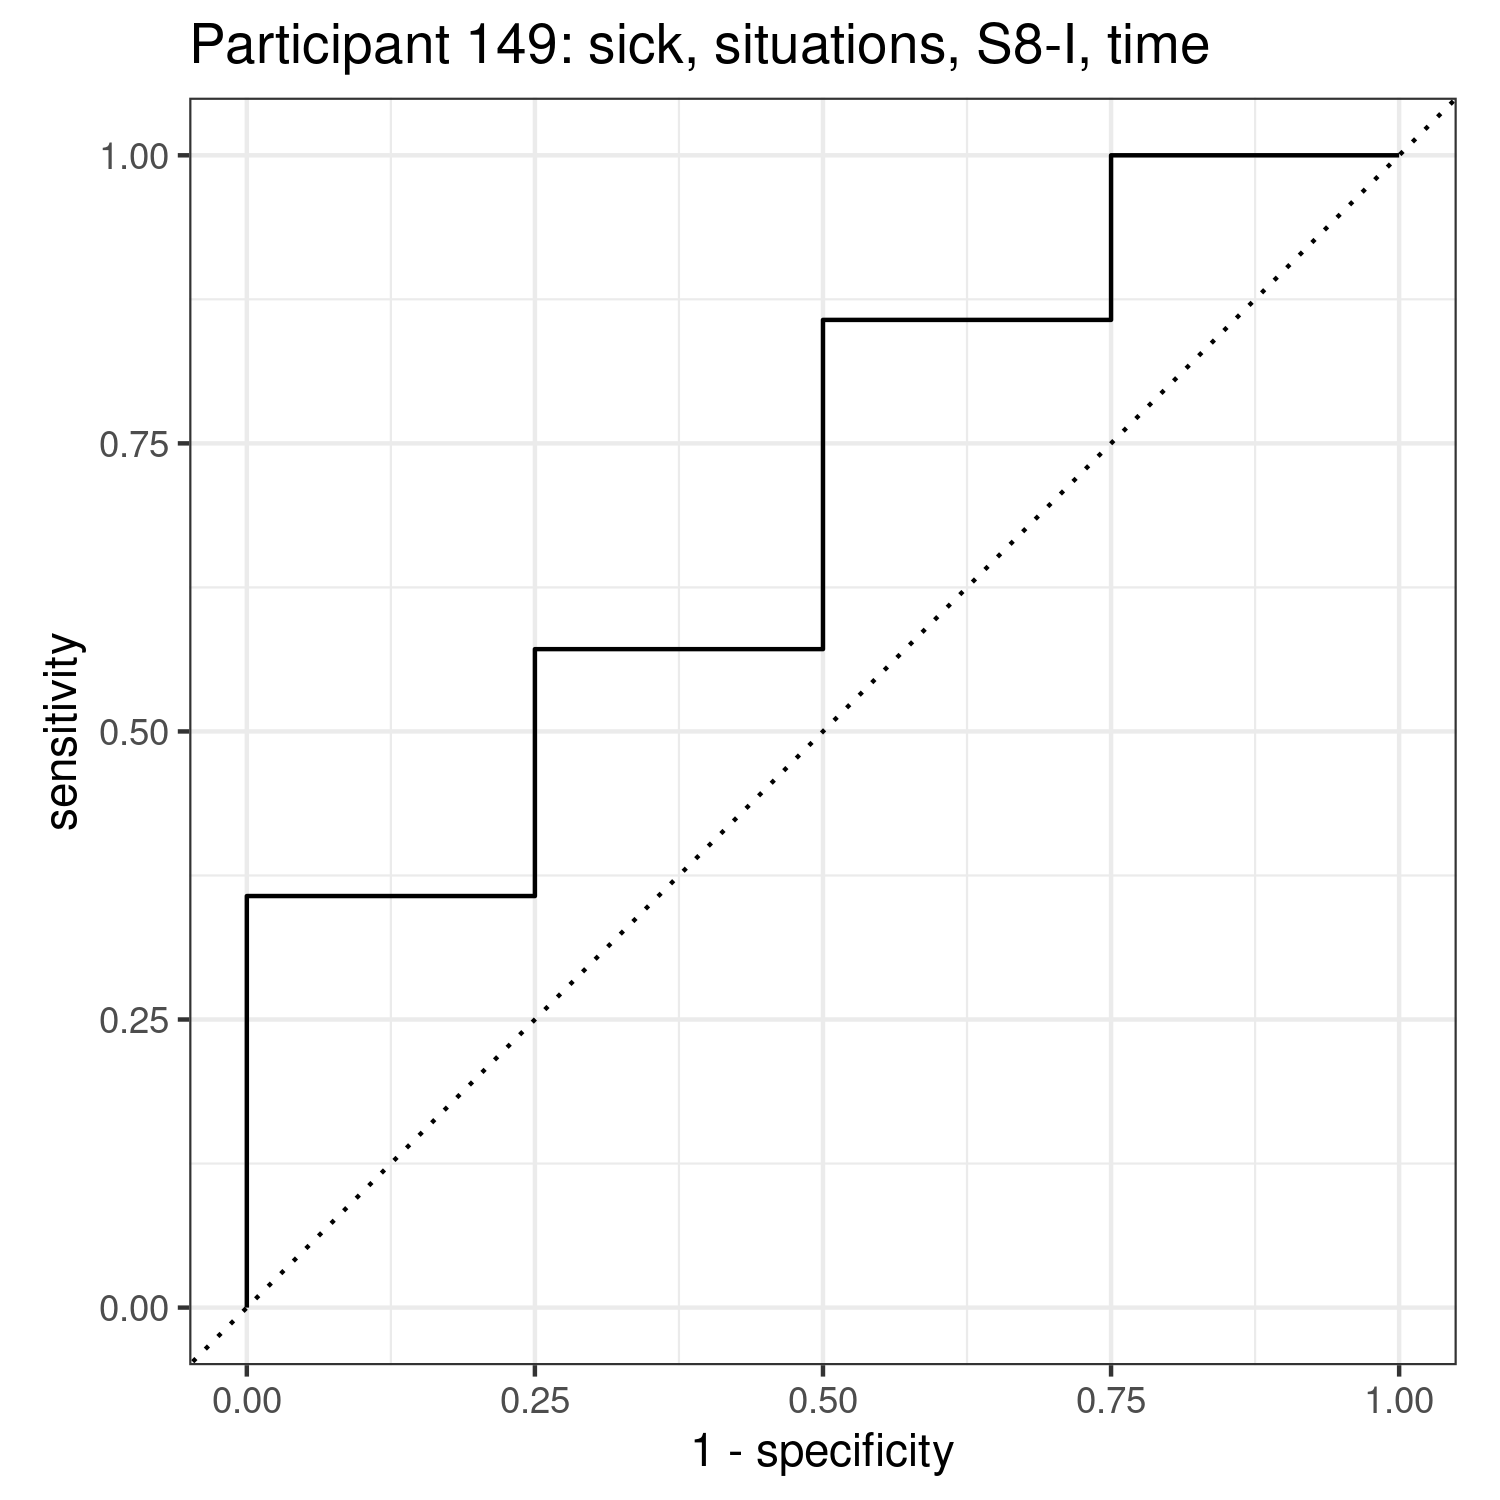 Participant 149: sick, situations, S8-I, time
1.00
0.75
0.50
0.25
0.00
sensitivity
0.00 0.25 0.50 0.75 1.00
1 - specificity